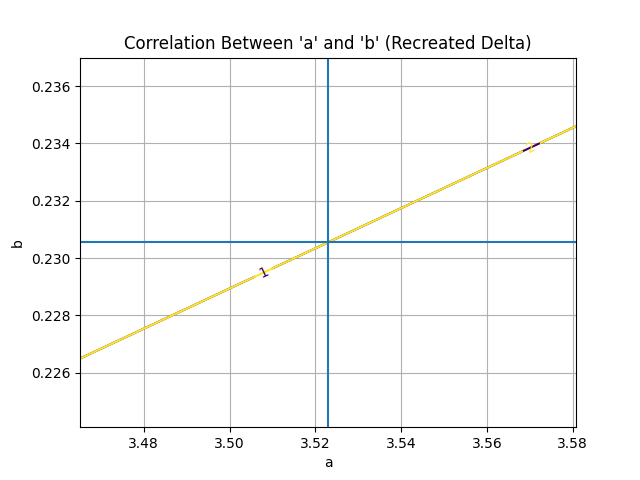 Correlation Between 'a' and 'b' (Recreated Delta)
0.236
0.234
0.232
0.230
0.228
0.226
b
1
3.48 3.50 3.52 3.54 3.56 3.58
a